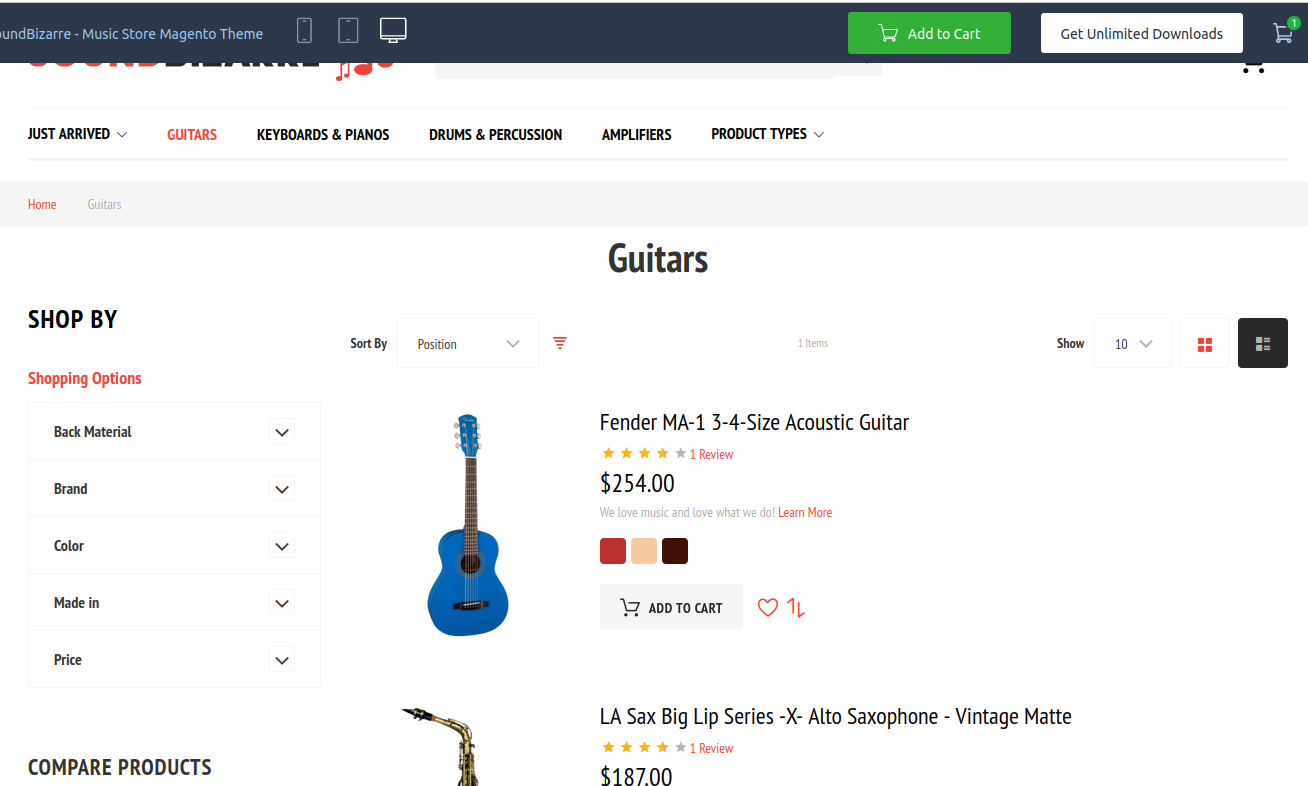 oundBizarre - Music Store Magento Theme
Add to Cart
Get Unlimited Downloads
1
JUST ARRIVED
GUITARS
KEYBOARDS & PIANOS
DRUMS & PERCUSSION
AMPLIFIERS
PRODUCT TYPES
Home
Guitars
Guitars
SHOP BY
Sort By
Position
1 Items
Show
10
Shopping Options
Back Material
Brand
Color
Made in
Price
Fender MA-1 3-4-Size Acoustic Guitar
1 Review
$254.00
We love music and love what we do! Learn More
ADD TO CART
LA Sax Big Lip Series -X- Alto Saxophone - Vintage Matte
1 Review
$187.00
COMPARE PRODUCTS